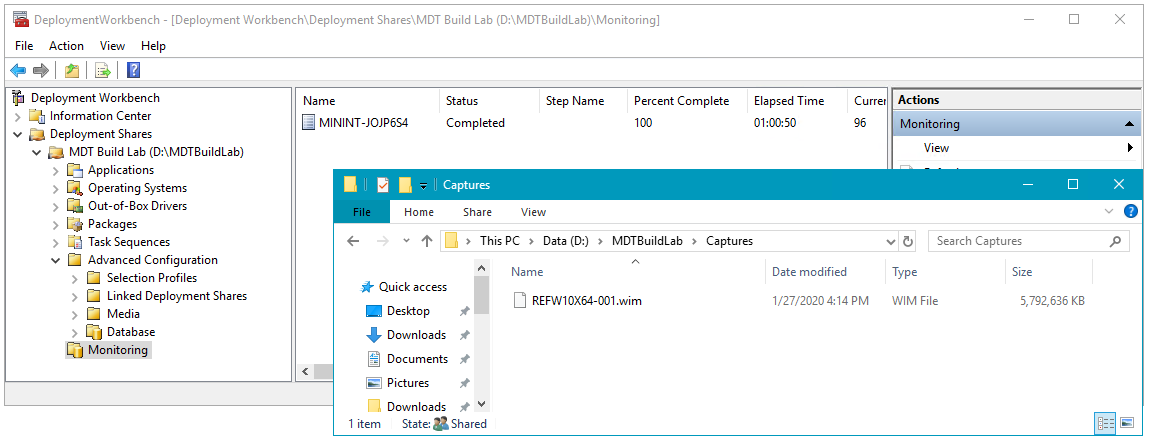 DeploymentWorkbench - [Deployment Workbench\Deployment Shares\MDT Build Lab (D:\MDTBuildLab)\Monitoring]
File Action View Help
Deployment Workbench
Information Center
Deployment Shares
MDT Build Lab (D:\MDTBuildLab)
Applications
Operating Systems
Out-of-Box Drivers
Packages
Task Sequences
Advanced Configuration
Selection Profiles
Linked Deployment Shares
Media
Database
Monitoring
Name Status Step Name Percent Complete Elapsed Time Curren
MININT-JOJP6S4 Completed 100 01:00:50 96
Actions
Monitoring
View
Captures
File Home Share View
This PC Data (D:) MDTBuildLab Captures
Search Captures
Quick access
Desktop
Downloads
Documents
Pictures
Downloads
Name Date modified Type Size
REFW10X64-001.wim 1/27/2020 4:14 PM WIM File 5,792,636 KB
1 item State: Shared